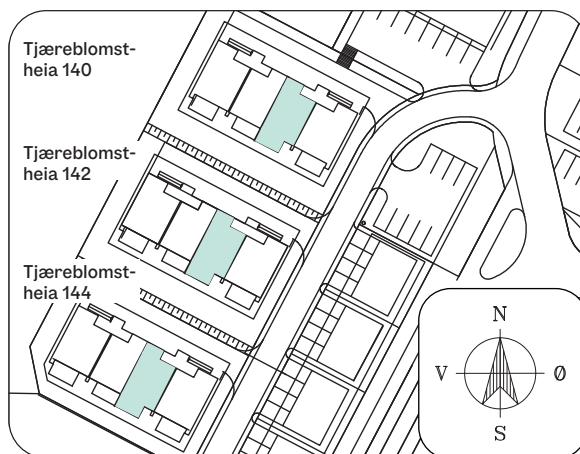 Tjæreblomst-
heia 140
Tjæreblomst-
heia 142
Tjæreblomst-
heia 144
N
V Ø
S